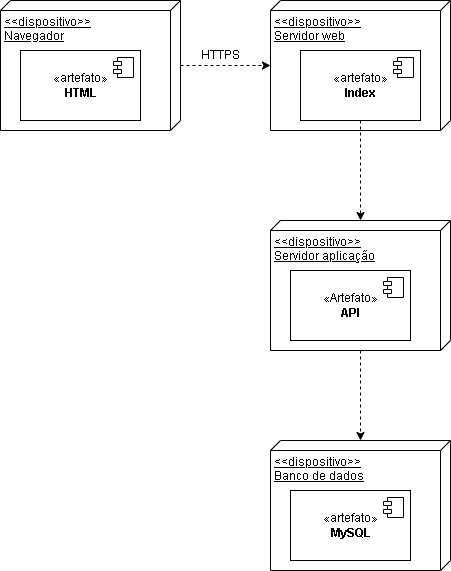 <<dispositivo>>
Navegador
«artefato»
HTML
HTTPS
<<dispositivo>>
Servidor web
«artefato»
Index
<<dispositivo>>
Servidor aplicação
«Artefato»
API
<<dispositivo>>
Banco de dados
«artefato»
MySQL